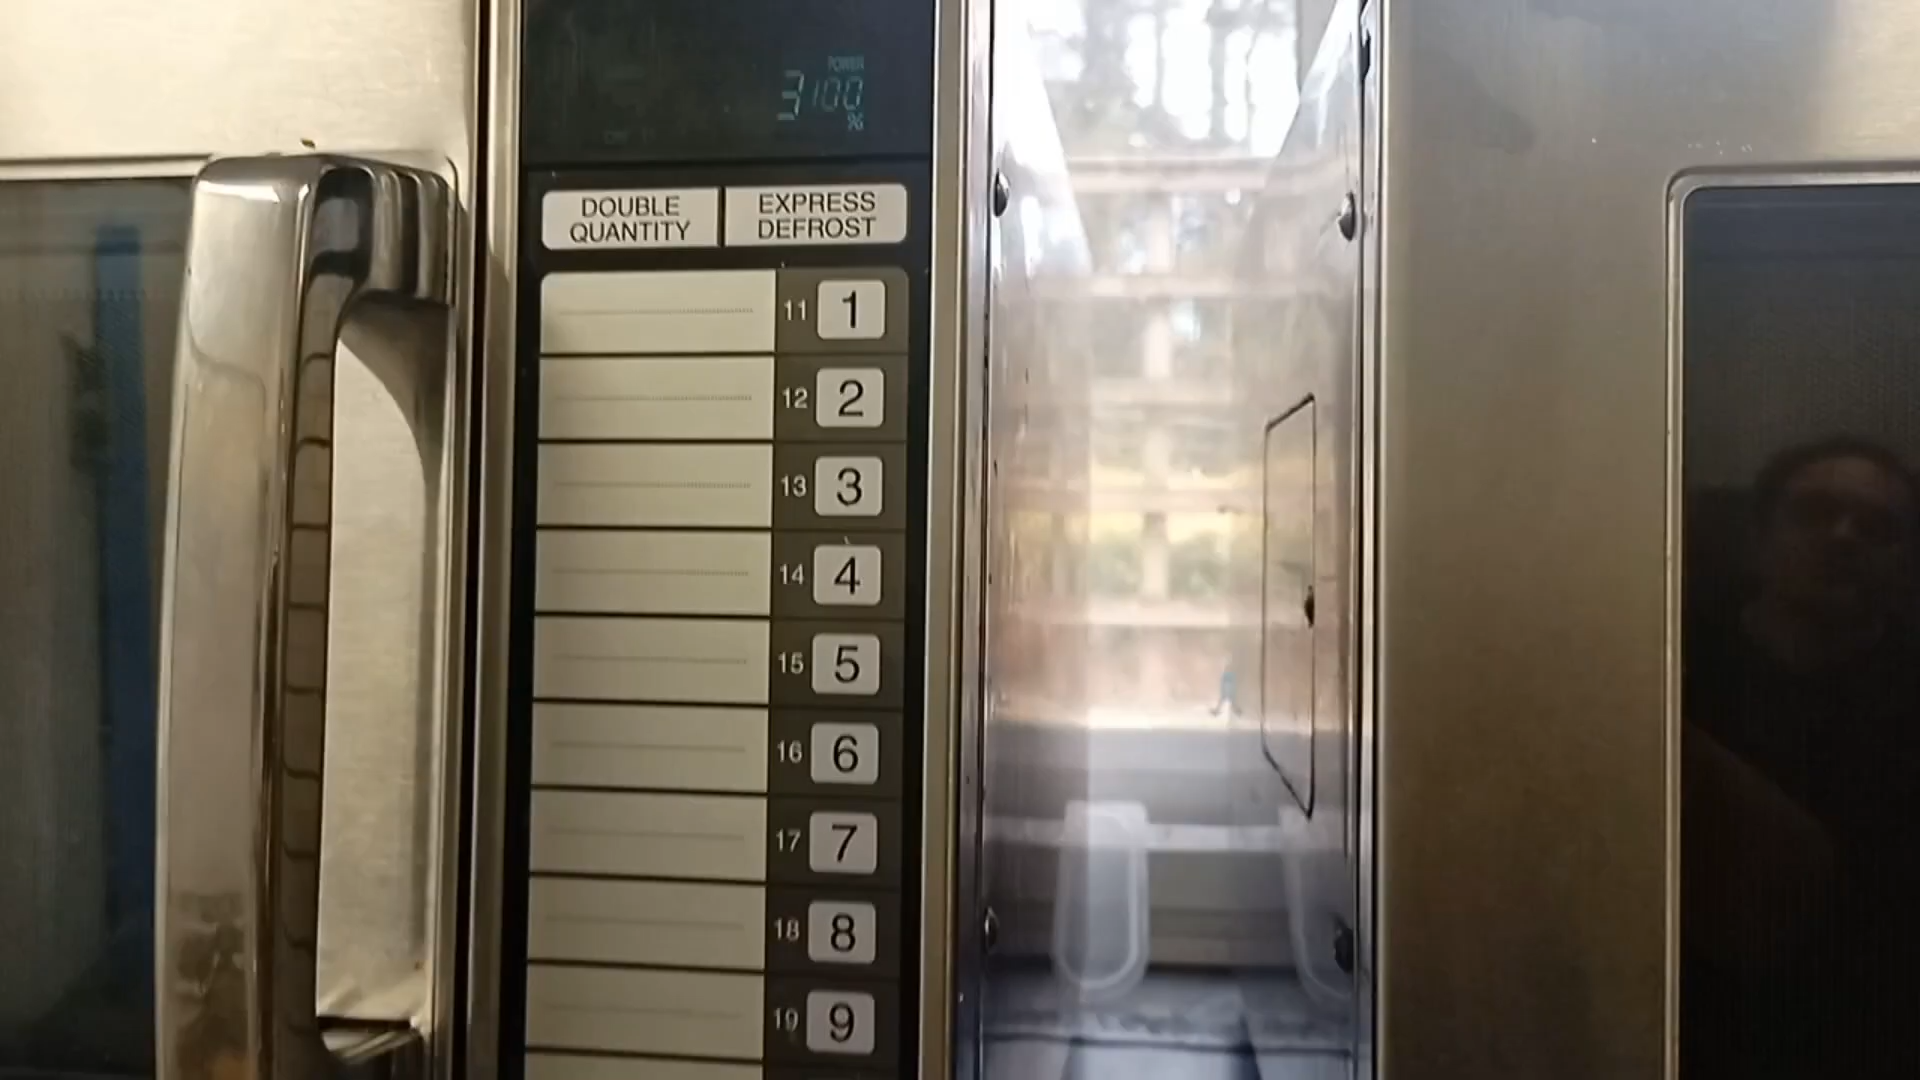 POWER
3100
%
DOUBLE
QUANTITY
EXPRESS
DEFROST
11 1
12 2
13 3
14 4
15 5
16 6
17 7
18 8
19 9